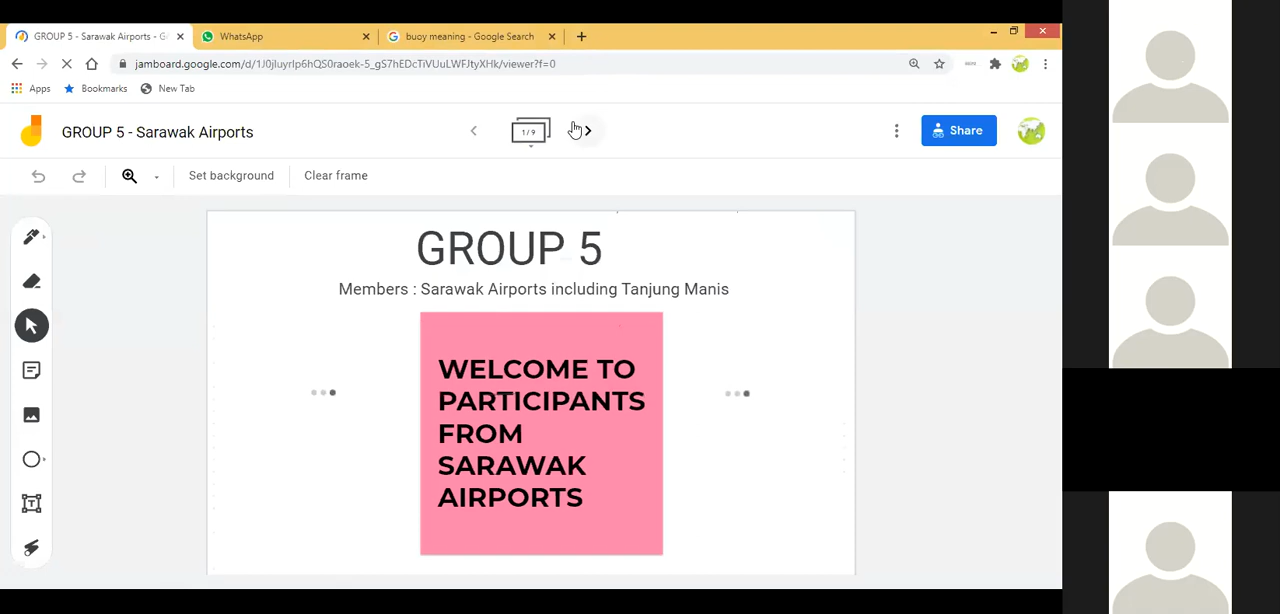 GROUP 5 - Sarawak Airports - G
WhatsApp
buoy meaning - Google Search
jamboard.google.com/d/1J0jluyrIp6hQS0raoek-5_gS7hEDcTiVUuLWFJtyXHk/viewer?f=0
Apps
Bookmarks
New Tab
GROUP 5 - Sarawak Airports
1/9
Share
Set background
Clear frame
GROUP 5
Members : Sarawak Airports including Tanjung Manis
WELCOME TO
PARTICIPANTS
FROM
SARAWAK
AIRPORTS